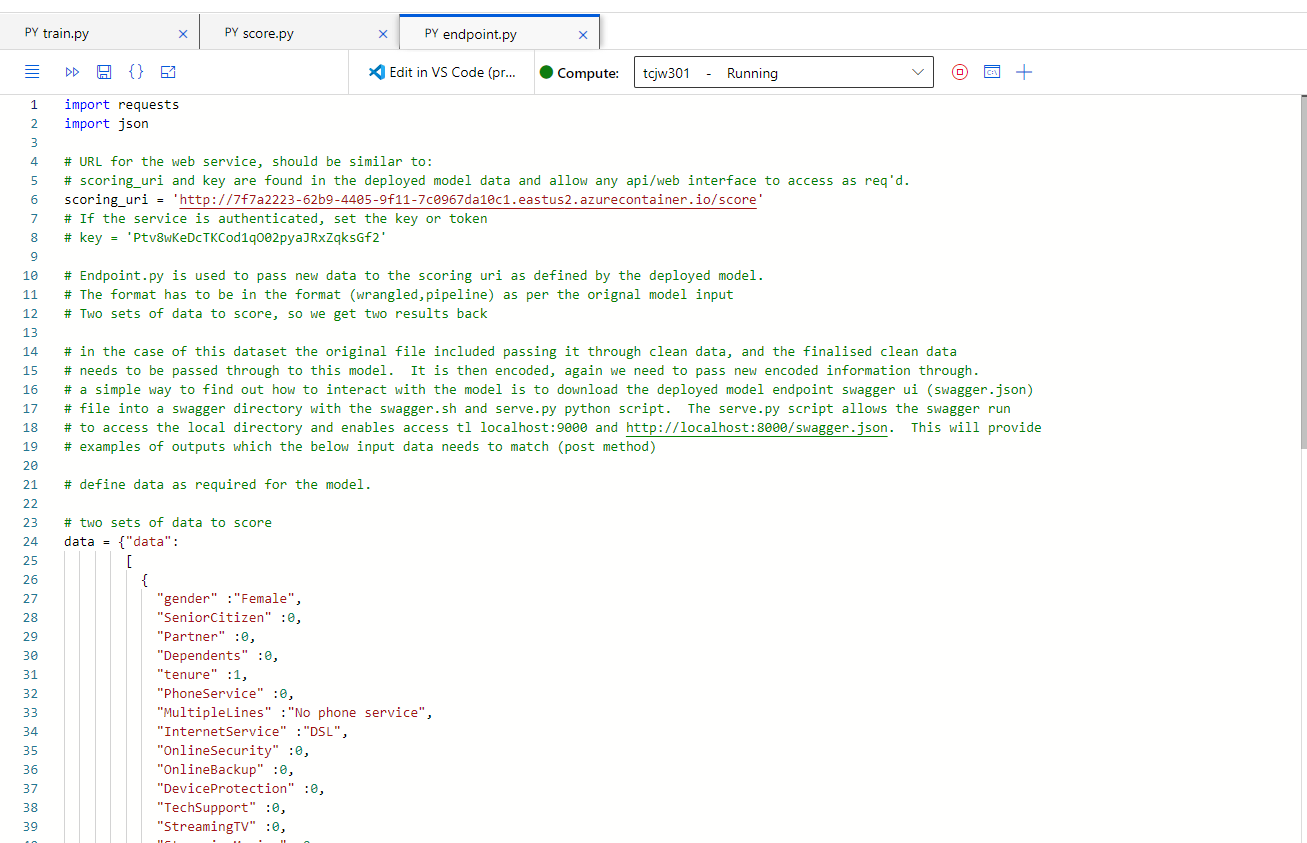 PY train.py
PY score.py
PY endpoint.py
Edit in VS Code (pr...
Compute:
tcjw301 - Running
1 import requests
2 import json
3
4 # URL for the web service, should be similar to:
5 # scoring_uri and key are found in the deployed model data and allow any api/web interface to access as req'd.
6 scoring_uri = 'http://7f7a2223-62b9-4405-9f11-7c0967da10c1.eastus2.azurecontainer.io/score'
7 # If the service is authenticated, set the key or token
8 # key = 'Ptv8wKeDcTKCod1qO02pyaJRxZqksGf2'
9
10 # Endpoint.py is used to pass new data to the scoring uri as defined by the deployed model.
11 # The format has to be in the format (wrangled,pipeline) as per the orignal model input
12 # Two sets of data to score, so we get two results back
13
14 # in the case of this dataset the original file included passing it through clean data, and the finalised clean data
15 # needs to be passed through to this model.  It is then encoded, again we need to pass new encoded information through.
16 # a simple way to find out how to interact with the model is to download the deployed model endpoint swagger ui (swagger.json)
17 # file into a swagger directory with the swagger.sh and serve.py python script.  The serve.py script allows the swagger run
18 # to access the local directory and enables access tl localhost:9000 and http://localhost:8000/swagger.json.  This will provide
19 # examples of outputs which the below input data needs to match (post method)
20
21 # define data as required for the model.
22
23 # two sets of data to score
24 data = {"data":
25 [
26 {
27 "gender" :"Female",
28 "SeniorCitizen" :0,
29 "Partner" :0,
30 "Dependents" :0,
31 "tenure" :1,
32 "PhoneService" :0,
33 "MultipleLines" :"No phone service",
34 "InternetService" :"DSL",
35 "OnlineSecurity" :0,
36 "OnlineBackup" :0,
37 "DeviceProtection" :0,
38 "TechSupport" :0,
39 "StreamingTV" :0,